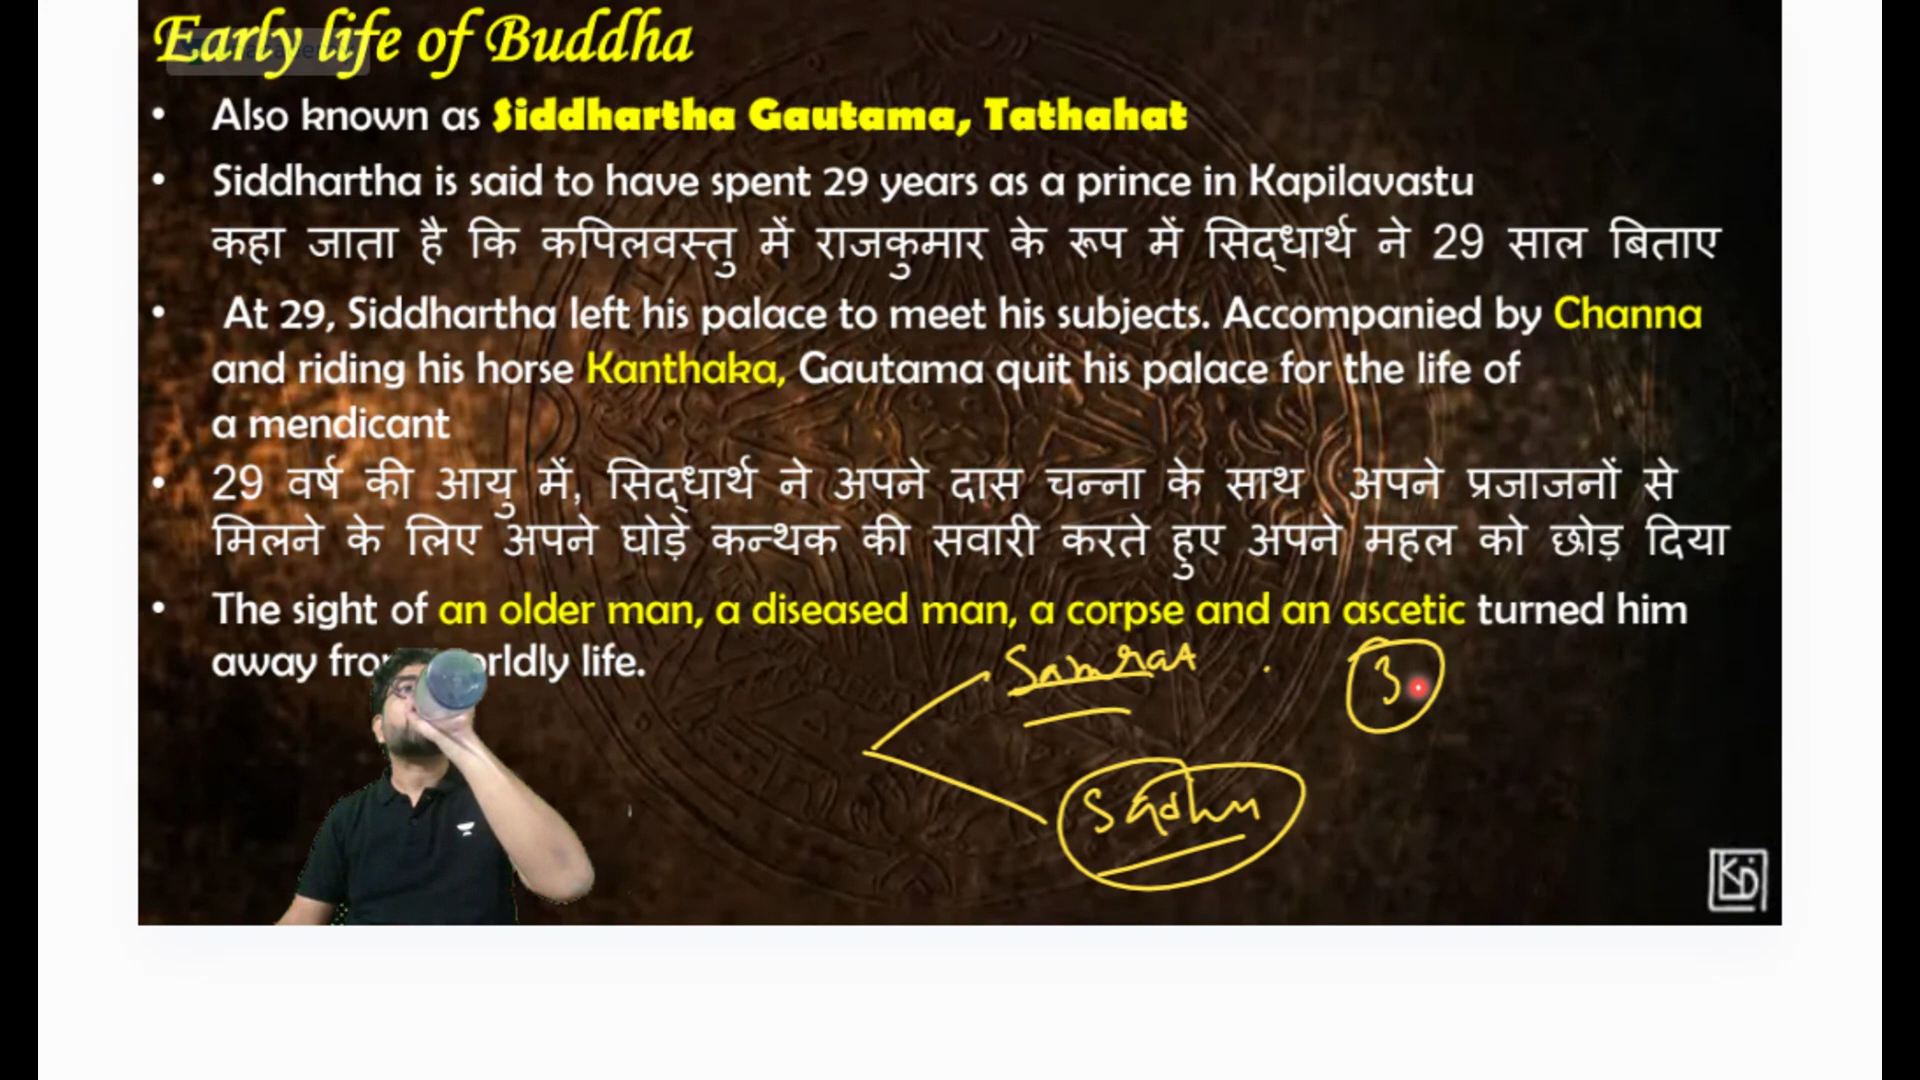 Early life of Buddha
• Also known as Siddhartha Gautama, Tathahat
• Siddhartha is said to have spent 29 years as a prince in Kapilavastu
कहा जाता है कि कपिलवस्तु में राजकुमार के रूप में सिद्धार्थ ने 29 साल बिताए
• At 29, Siddhartha left his palace to meet his subjects. Accompanied by Channa
and riding his horse Kanthaka, Gautama quit his palace for the life of
a mendicant
• 29 वर्ष की आयु में, सिद्धार्थ ने अपने दास चन्ना के साथ अपने प्रजाजनों से
मिलने के लिए अपने घोड़े कन्थक की सवारी करते हुए अपने महल को छोड़ दिया
• The sight of an older man, a diseased man, a corpse and an ascetic turned him
away life.
Samrat 3
Sadhu
KD